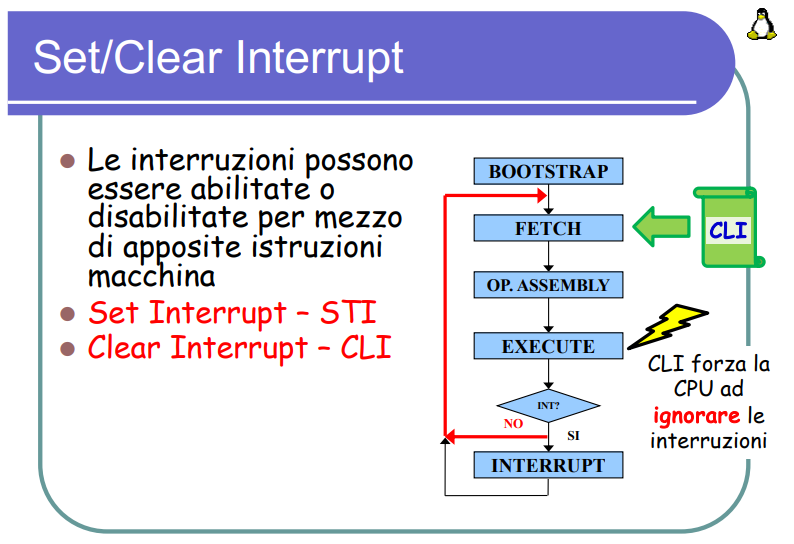 Set/Clear Interrupt
Le interruzioni possono
essere abilitate o
disabilitate per mezzo
di apposite istruzioni
macchina
Set Interrupt – STI
Clear Interrupt – CLI
BOOTSTRAP
FETCH
CLI
OP. ASSEMBLY
EXECUTE
CLI forza la
CPU ad
ignorare le
interruzioni
INT?
NO
SI
INTERRUPT